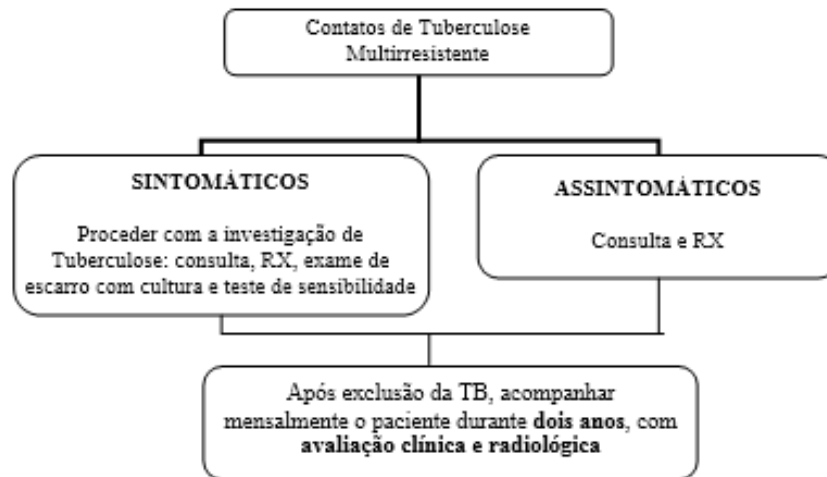 Contatos de Tuberculose
Multirresistente
SINTOMÁTICOS
Proceder com a investigação de
Tuberculose: consulta, RX, exame de
escarro com cultura e teste de sensibilidade
ASSINTOMÁTICOS
Consulta e RX
Após exclusão da TB, acompanhar
mensalmente o paciente durante dois anos, com
avaliação clínica e radiológica